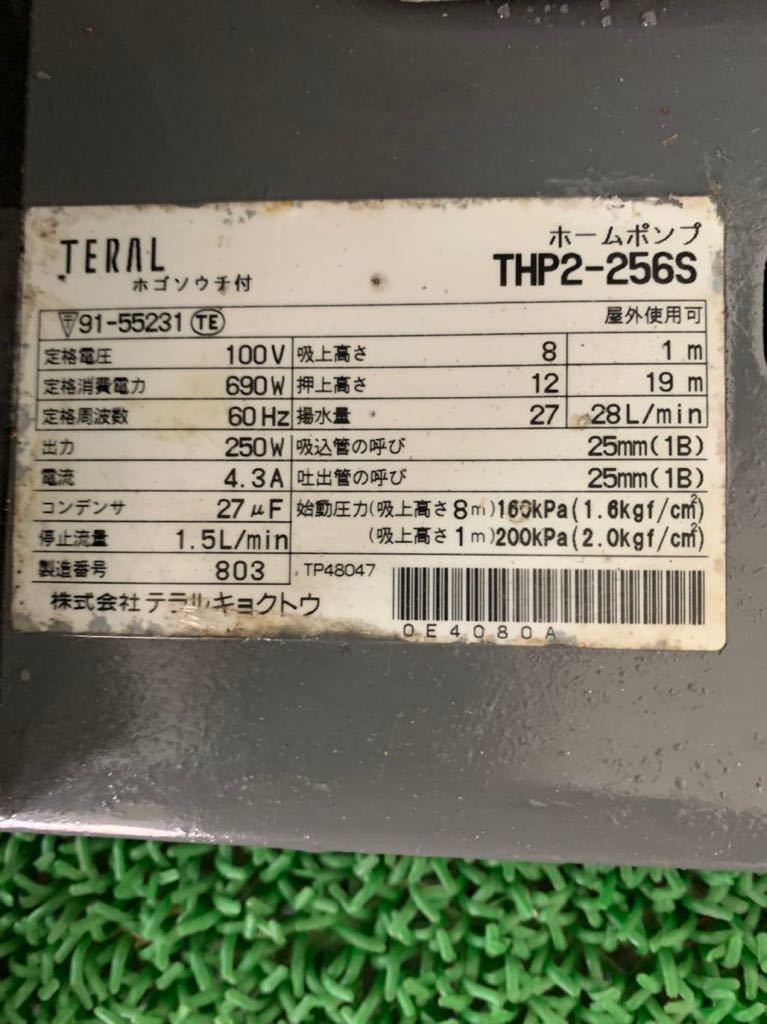 TERAL
ホゴソウチ付
ホームポンプ
THP2-256S
〒91-55231 TE 屋外使用可
定格電圧 100V 吸上高さ 8 1 m
定格消費電力 690W 押上高さ 12 19 m
定格周波数 60Hz 揚水量 27 28L/min
出力 250W 吸込管の呼び 25mm(1B)
電流 4.3A 吐出管の呼び 25mm(1B)
コンデンサ 27μF 始動圧力(吸上高さ8m)160kPa(1.6kgf/cm²)
停止流量 1.5L/min (吸上高さ1m)200kPa(2.0kgf/cm²)
製造番号 803 TP48047
株式会社テラルキョクトウ
0E4080A